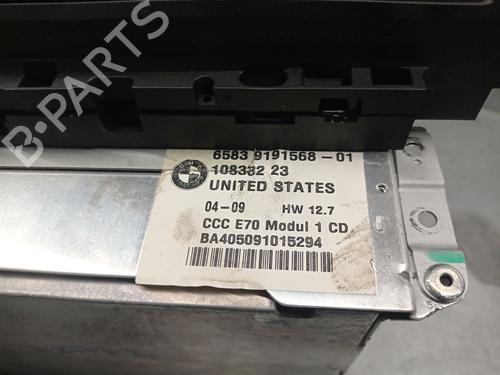 B-PARTS
BMW
6583 9191568-01
108332 23
UNITED STATES
04-09 HW 12.7
CCC E70 Modul 1 CD
BA405091015294